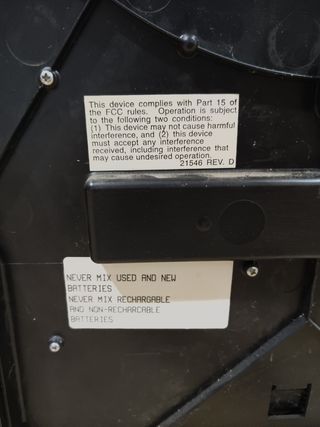 This device complies with Part 15 of
the FCC rules. Operation is subject
to the following two conditions:
(1) This device may not cause harmful
interference, and (2) this device
must accept any interference
received, including interference that
may cause undesired operation.
21546 REV. D
NEVER MIX USED AND NEW
BATTERIES
NEVER MIX RECHARGABLE
AND NON-RECHARCABLE
BATTERIES